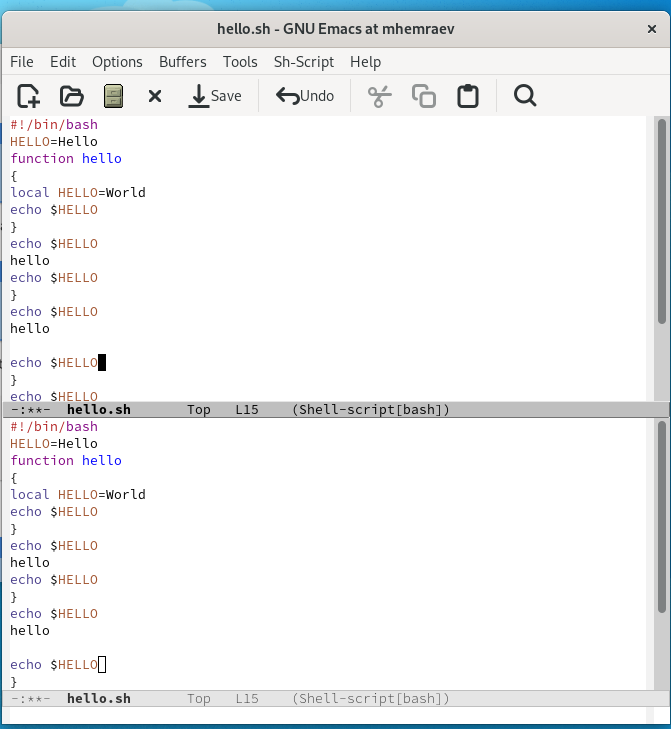 hello.sh - GNU Emacs at mhemraev
File Edit Options Buffers Tools Sh-Script Help
Save Undo
#!/bin/bash
HELLO=Hello
function hello
{
local HELLO=World
echo $HELLO
}
echo $HELLO
hello
echo $HELLO
}
echo $HELLO
hello
echo $HELLO
}
echo $HELLO
-:**- hello.sh Top L15 (Shell-script[bash])
#!/bin/bash
HELLO=Hello
function hello
{
local HELLO=World
echo $HELLO
}
echo $HELLO
hello
echo $HELLO
}
echo $HELLO
hello
echo $HELLO
}
-:**- hello.sh Top L15 (Shell-script[bash])